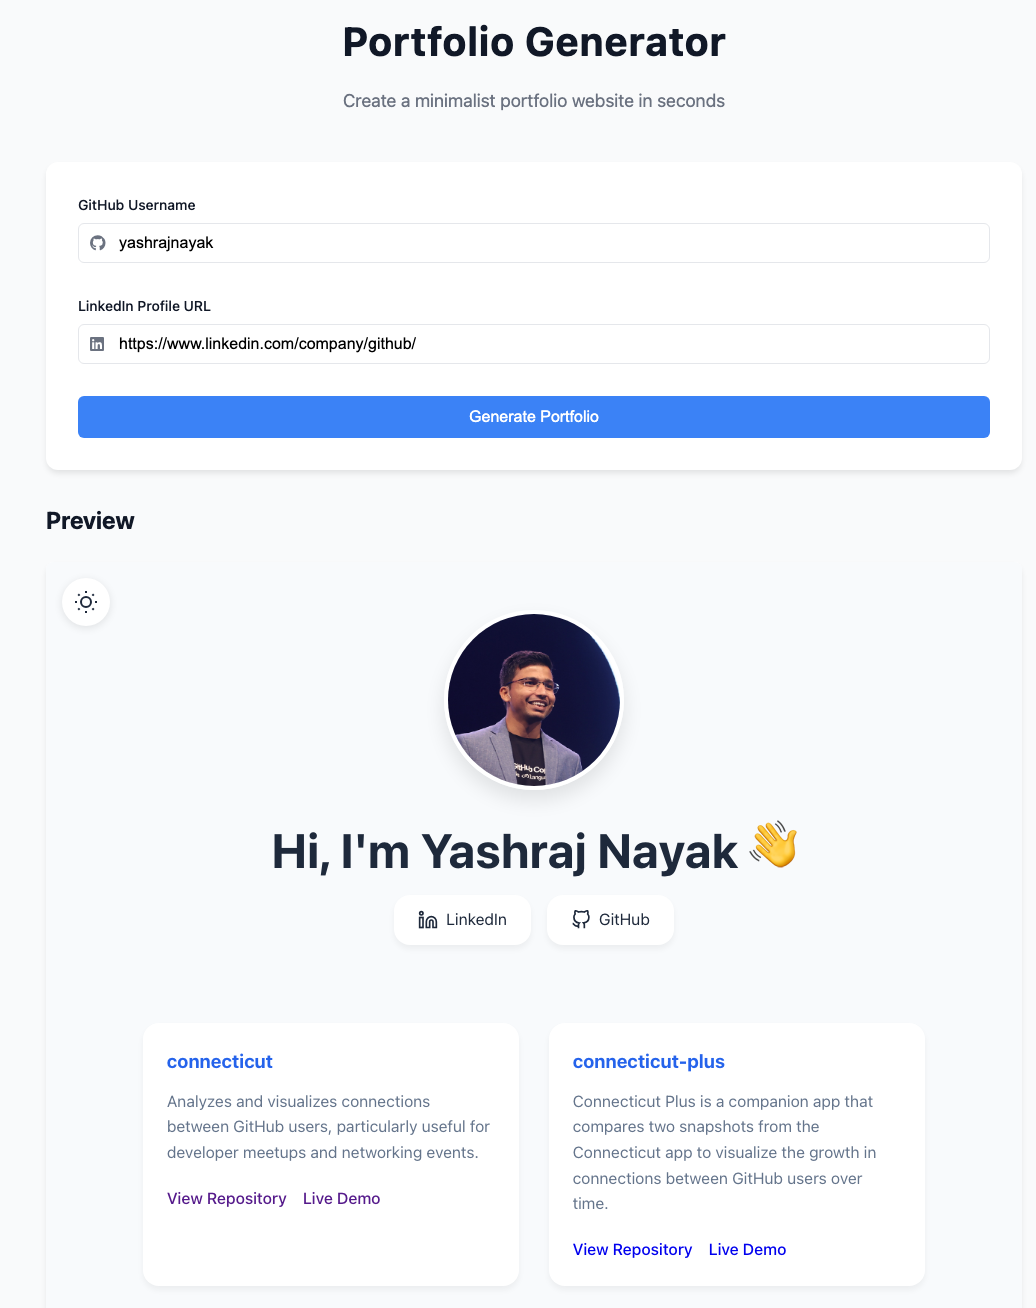 Portfolio Generator
Create a minimalist portfolio website in seconds
GitHub Username
yashrajnayak
LinkedIn Profile URL
https://www.linkedin.com/company/github/
Generate Portfolio
Preview
Hi, I'm Yashraj Nayak 👋
LinkedIn GitHub
connecticut
Analyzes and visualizes connections
between GitHub users, particularly useful for
developer meetups and networking events.
View Repository Live Demo
connecticut-plus
Connecticut Plus is a companion app that
compares two snapshots from the
Connecticut app to visualize the growth in
connections between GitHub users over
time.
View Repository Live Demo